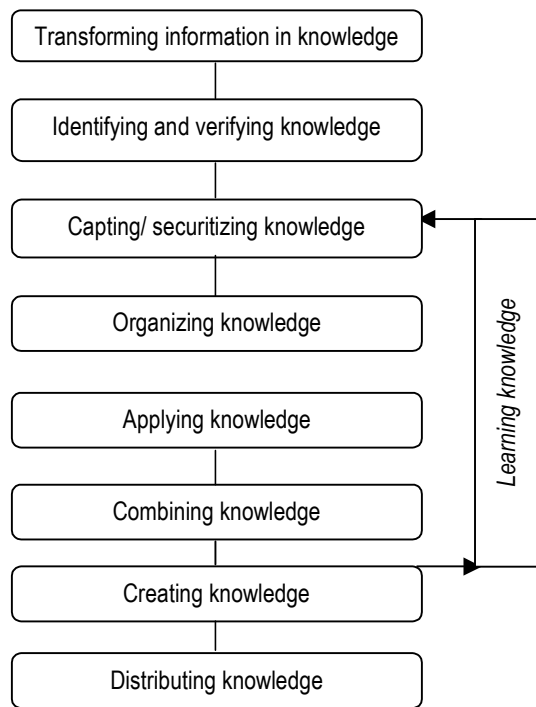 Transforming information in knowledge
Identifying and verifying knowledge
Capting/ securitizing knowledge
Organizing knowledge
Applying knowledge
Combining knowledge
Creating knowledge
Distributing knowledge
Learning knowledge